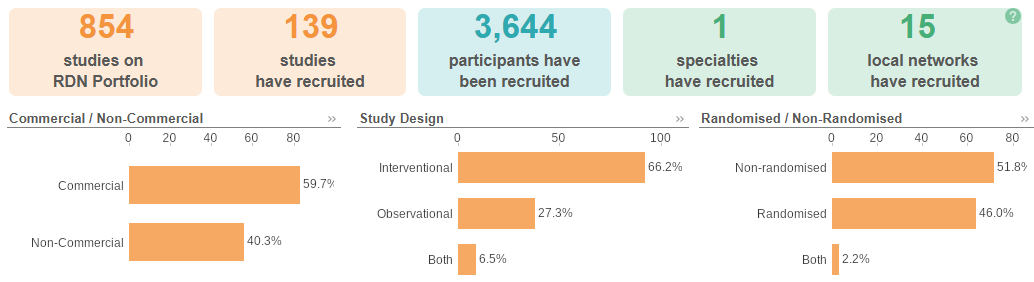 854
studies on
RDN Portfolio
139
studies
have recruited
3,644
participants have
been recruited
1
specialties
have recruited
15
local networks
have recruited
?
Commercial / Non-Commercial »
0 20 40 60 80
Commercial 59.7%
Non-Commercial 40.3%
Study Design »
0 50 100
Interventional 66.2%
Observational 27.3%
Both 6.5%
Randomised / Non-Randomised »
0 20 40 60 80
Non-randomised 51.8%
Randomised 46.0%
Both 2.2%